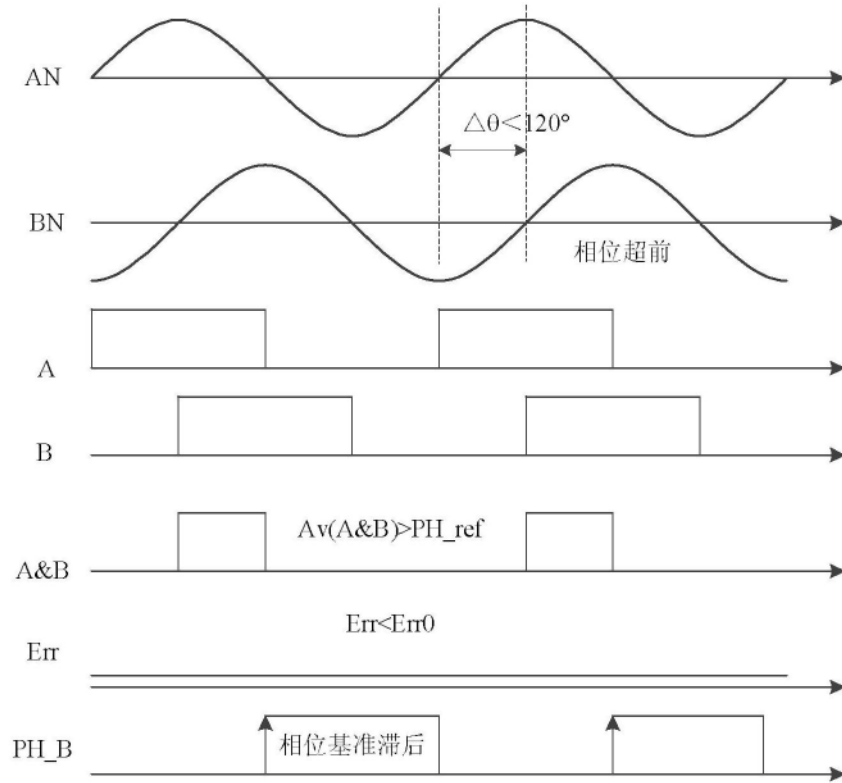 AN
△θ＜120°
BN
相位超前
A
B
Av(A&B)>PH_ref
A&B
Err<Err0
Err
PH_B
相位基准滞后